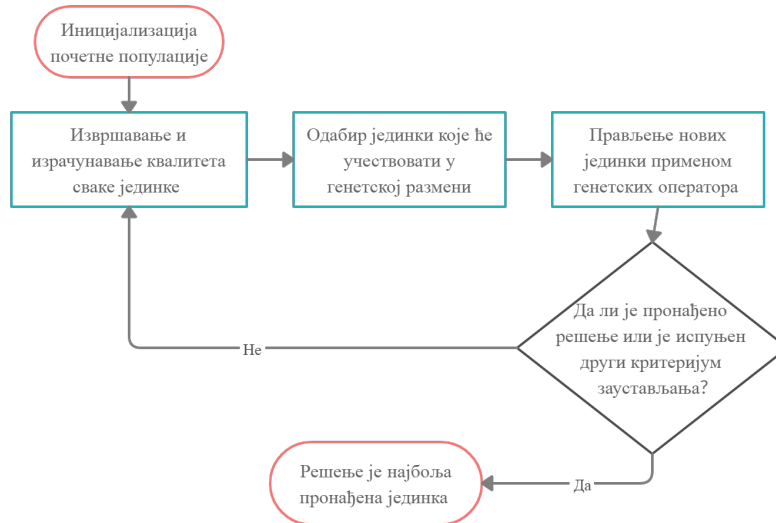 Иницијализација
почетне популације
Извршавање и
израчунавање квалитета
сваке јединке
Одабир јединки које ће
учествовати у
генетској размени
Прављење нових
јединки применом
генетских оператора
Да ли је пронађено
решење или је испуњен
други критеријум
заустављања?
Не
Да
Решење је најбоља
пронађена јединка